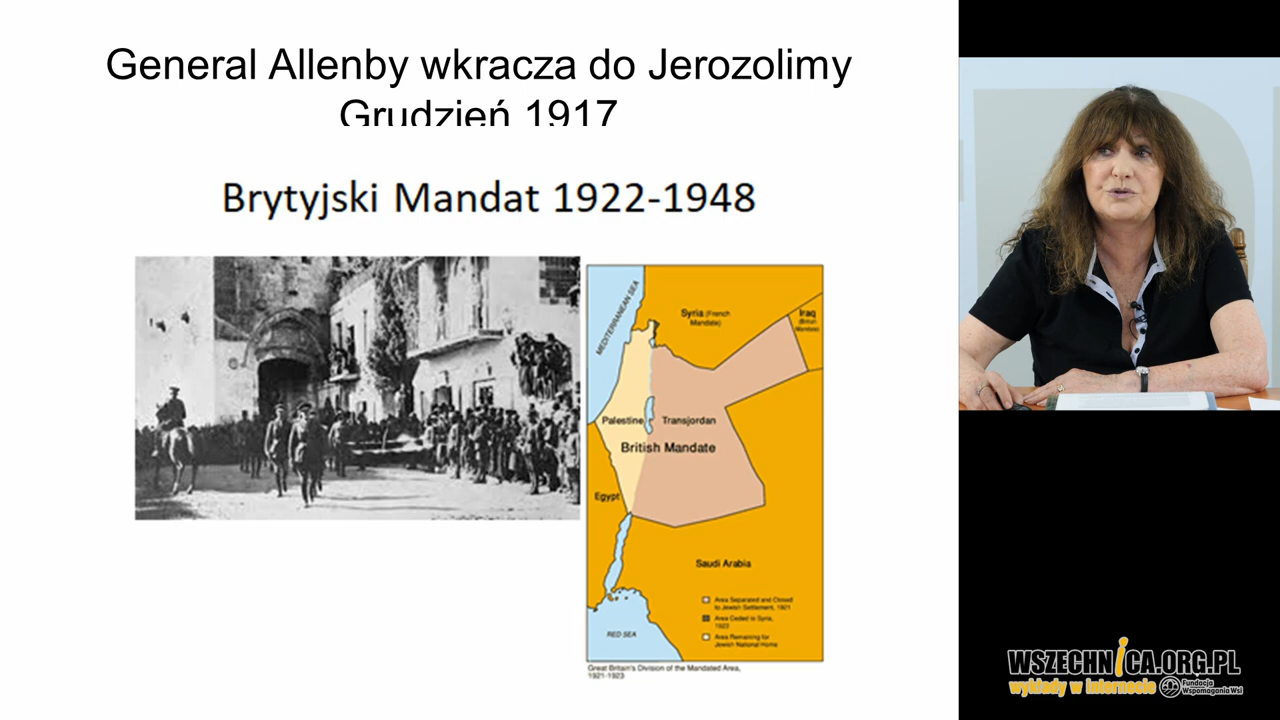 General Allenby wkracza do Jerozolimy
Grudzień 1917
Brytyjski Mandat 1922-1948
MEDITERRANEAN SEA
Syria (French
Mandate)
Iraq
(British
Mandate)
Palestine
Transjordan
British Mandate
Egypt
Saudi Arabia
Area Separated and Closed
to Jewish Settlement, 1921
Area Ceded to Syria,
1923
Area Remaining for
Jewish National Home
RED SEA
Great Britain's Division of the Mandated Area,
1921-1923
WSZECHNICA.ORG.PL
wykłady w internecie
Fundacja
Wspomagania Wsi